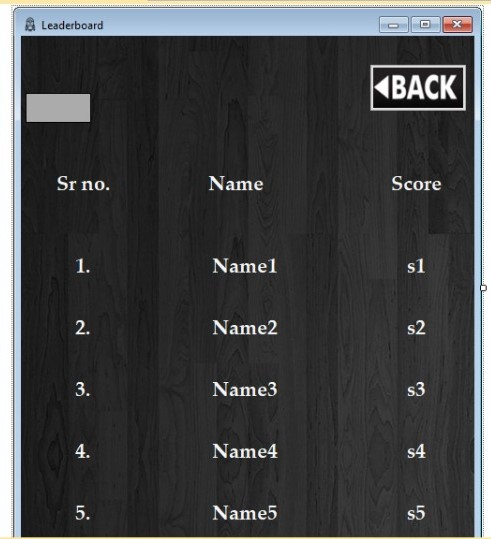 Leaderboard
BACK
Sr no. Name Score
1. Name1 s1
2. Name2 s2
3. Name3 s3
4. Name4 s4
5. Name5 s5